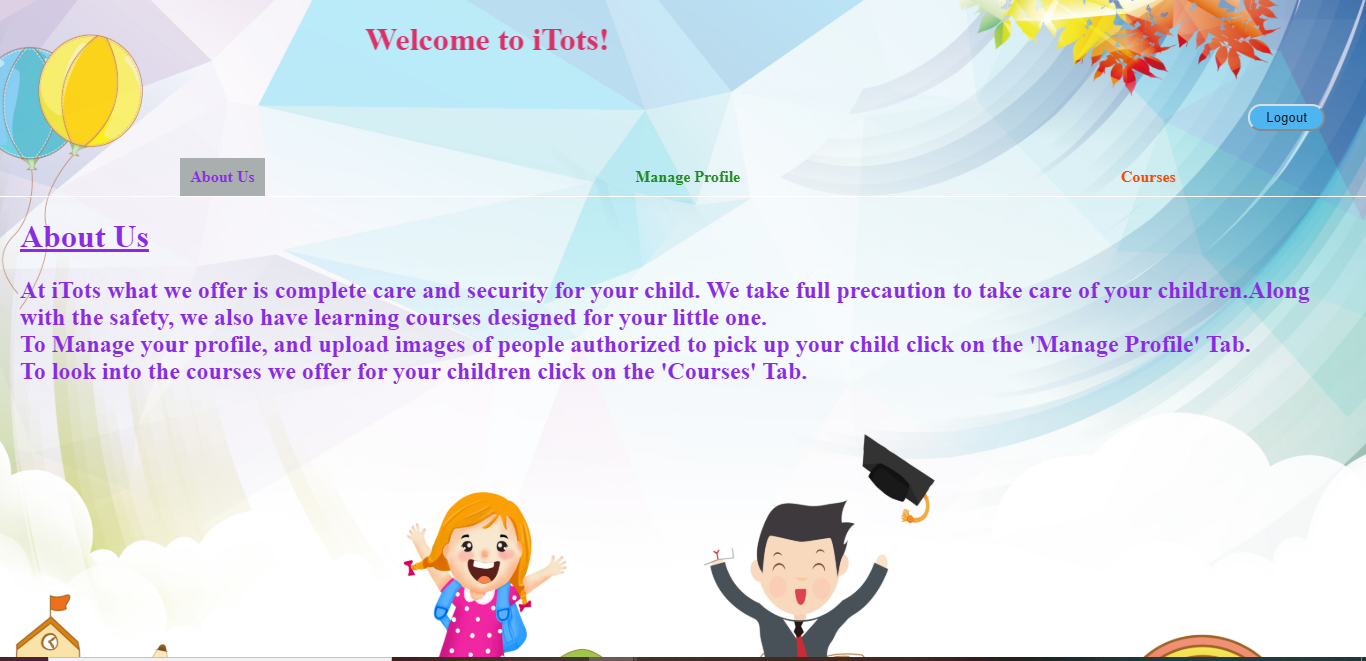 Welcome to iTots!
Logout
About Us
Manage Profile
Courses
About Us
At iTots what we offer is complete care and security for your child. We take full precaution to take care of your children.Along
with the safety, we also have learning courses designed for your little one.
To Manage your profile, and upload images of people authorized to pick up your child click on the 'Manage Profile' Tab.
To look into the courses we offer for your children click on the 'Courses' Tab.